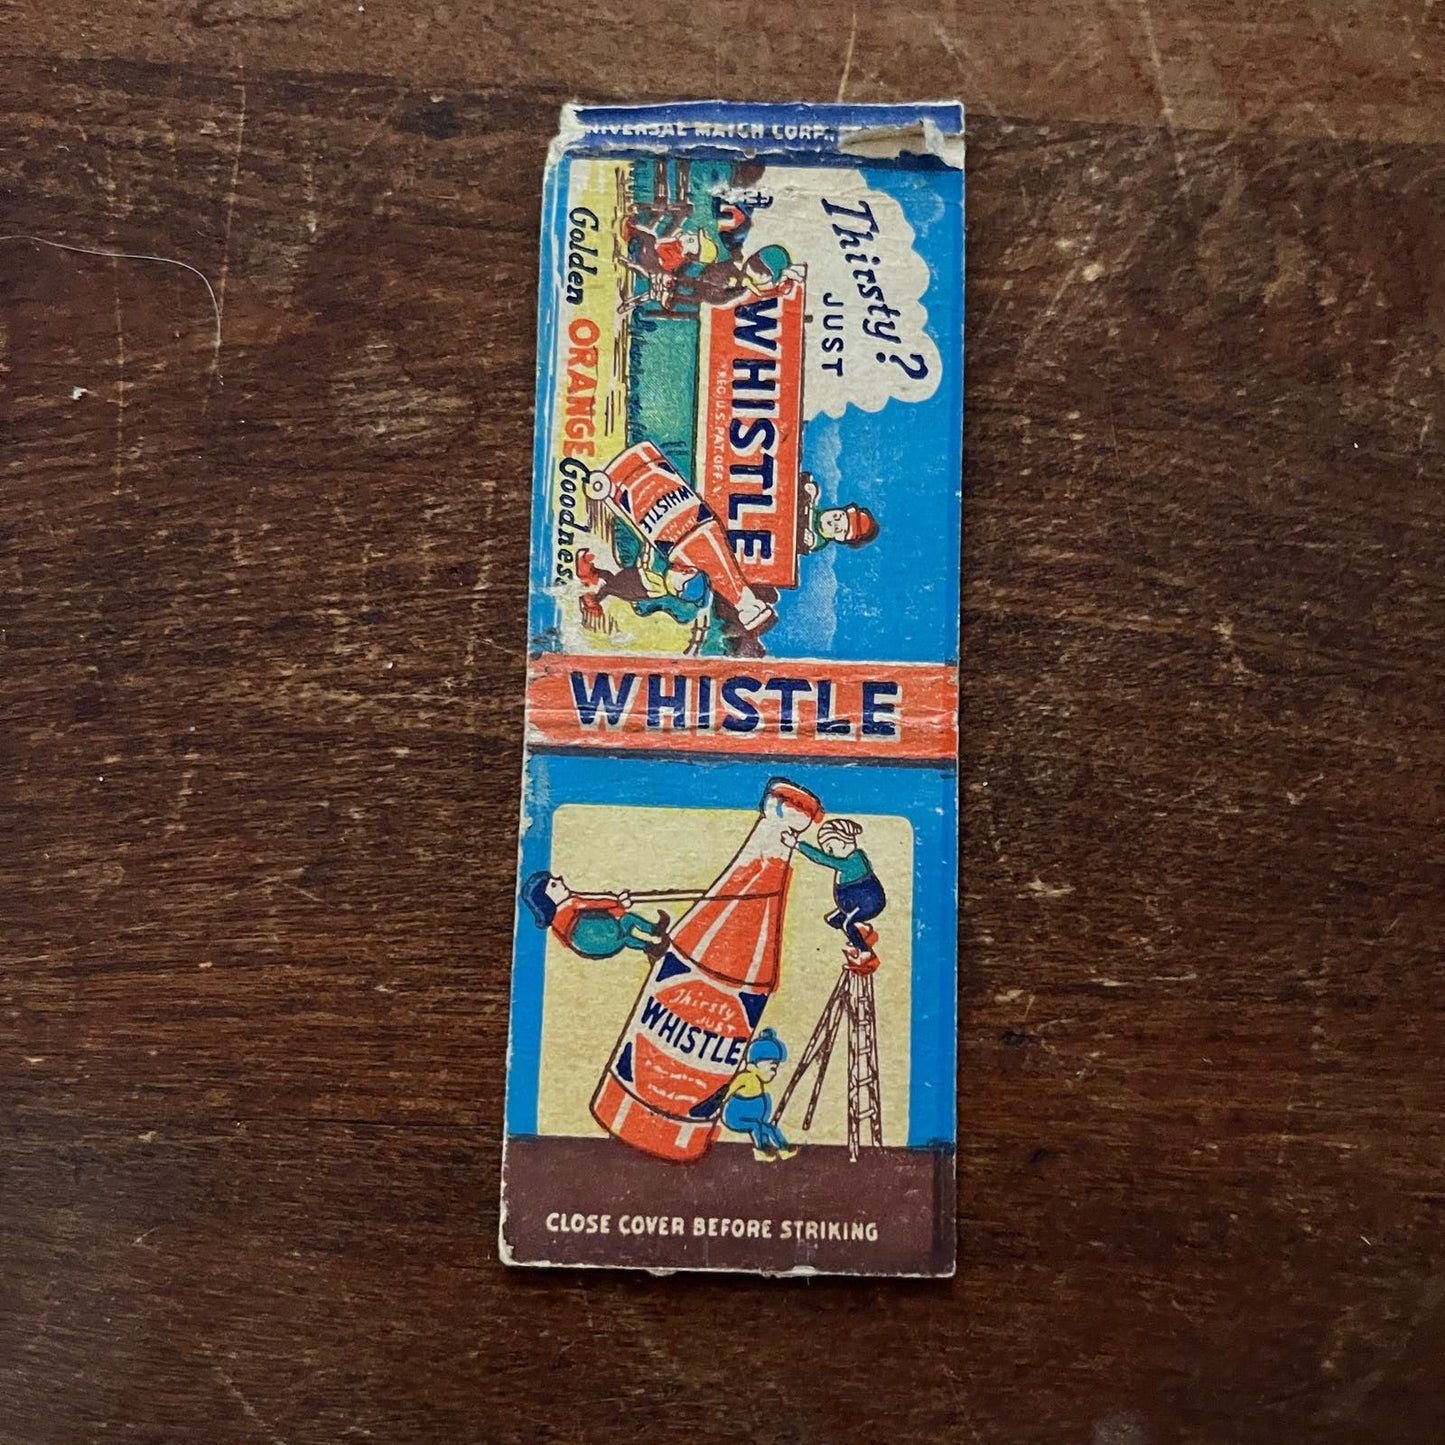 UNIVERSAL MATCH CORP.,
Thirsty?
JUST
WHISTLE
REG. U.S. PAT. OFF.
WHISTLE
Golden ORANGE Goodness
WHISTLE
Thirsty
JUST
WHISTLE
CLOSE COVER BEFORE STRIKING